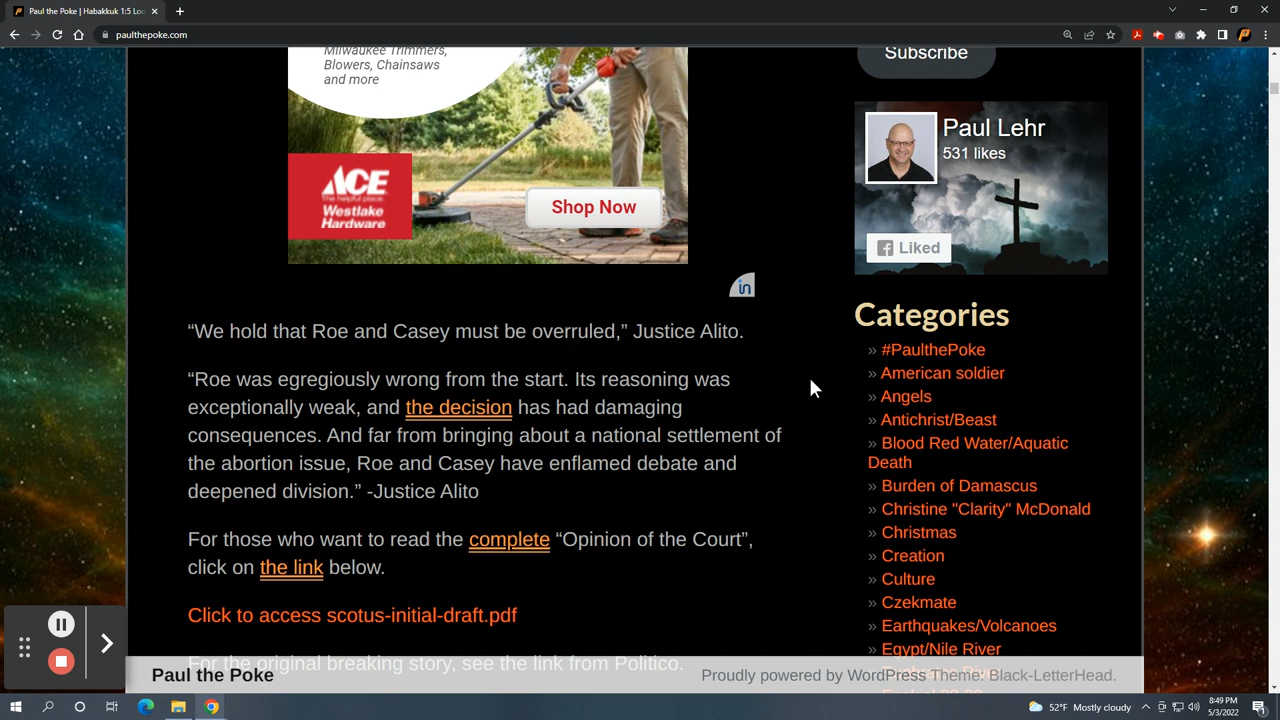 Paul the Poke | Habakkuk 1:5 Loo
paulthepoke.com
Milwaukee Trimmers,
Blowers, Chainsaws
and more
ACE
The helpful place.
Westlake
Hardware
Shop Now
in
“We hold that Roe and Casey must be overruled,” Justice Alito.
“Roe was egregiously wrong from the start. Its reasoning was
exceptionally weak, and the decision has had damaging
consequences. And far from bringing about a national settlement of
the abortion issue, Roe and Casey have enflamed debate and
deepened division.” -Justice Alito
For those who want to read the complete “Opinion of the Court”,
click on the link below.
Click to access scotus-initial-draft.pdf
For the original breaking story, see the link from Politico.
Subscribe
Paul Lehr
531 likes
Liked
Categories
» #PaulthePoke
» American soldier
» Angels
» Antichrist/Beast
» Blood Red Water/Aquatic
Death
» Burden of Damascus
» Christine "Clarity" McDonald
» Christmas
» Creation
» Culture
» Czekmate
» Earthquakes/Volcanoes
» Egypt/Nile River
Paul the Poke
Proudly powered by WordPress Theme: Black-LetterHead.
52°F Mostly cloudy
8:49 PM
5/3/2022